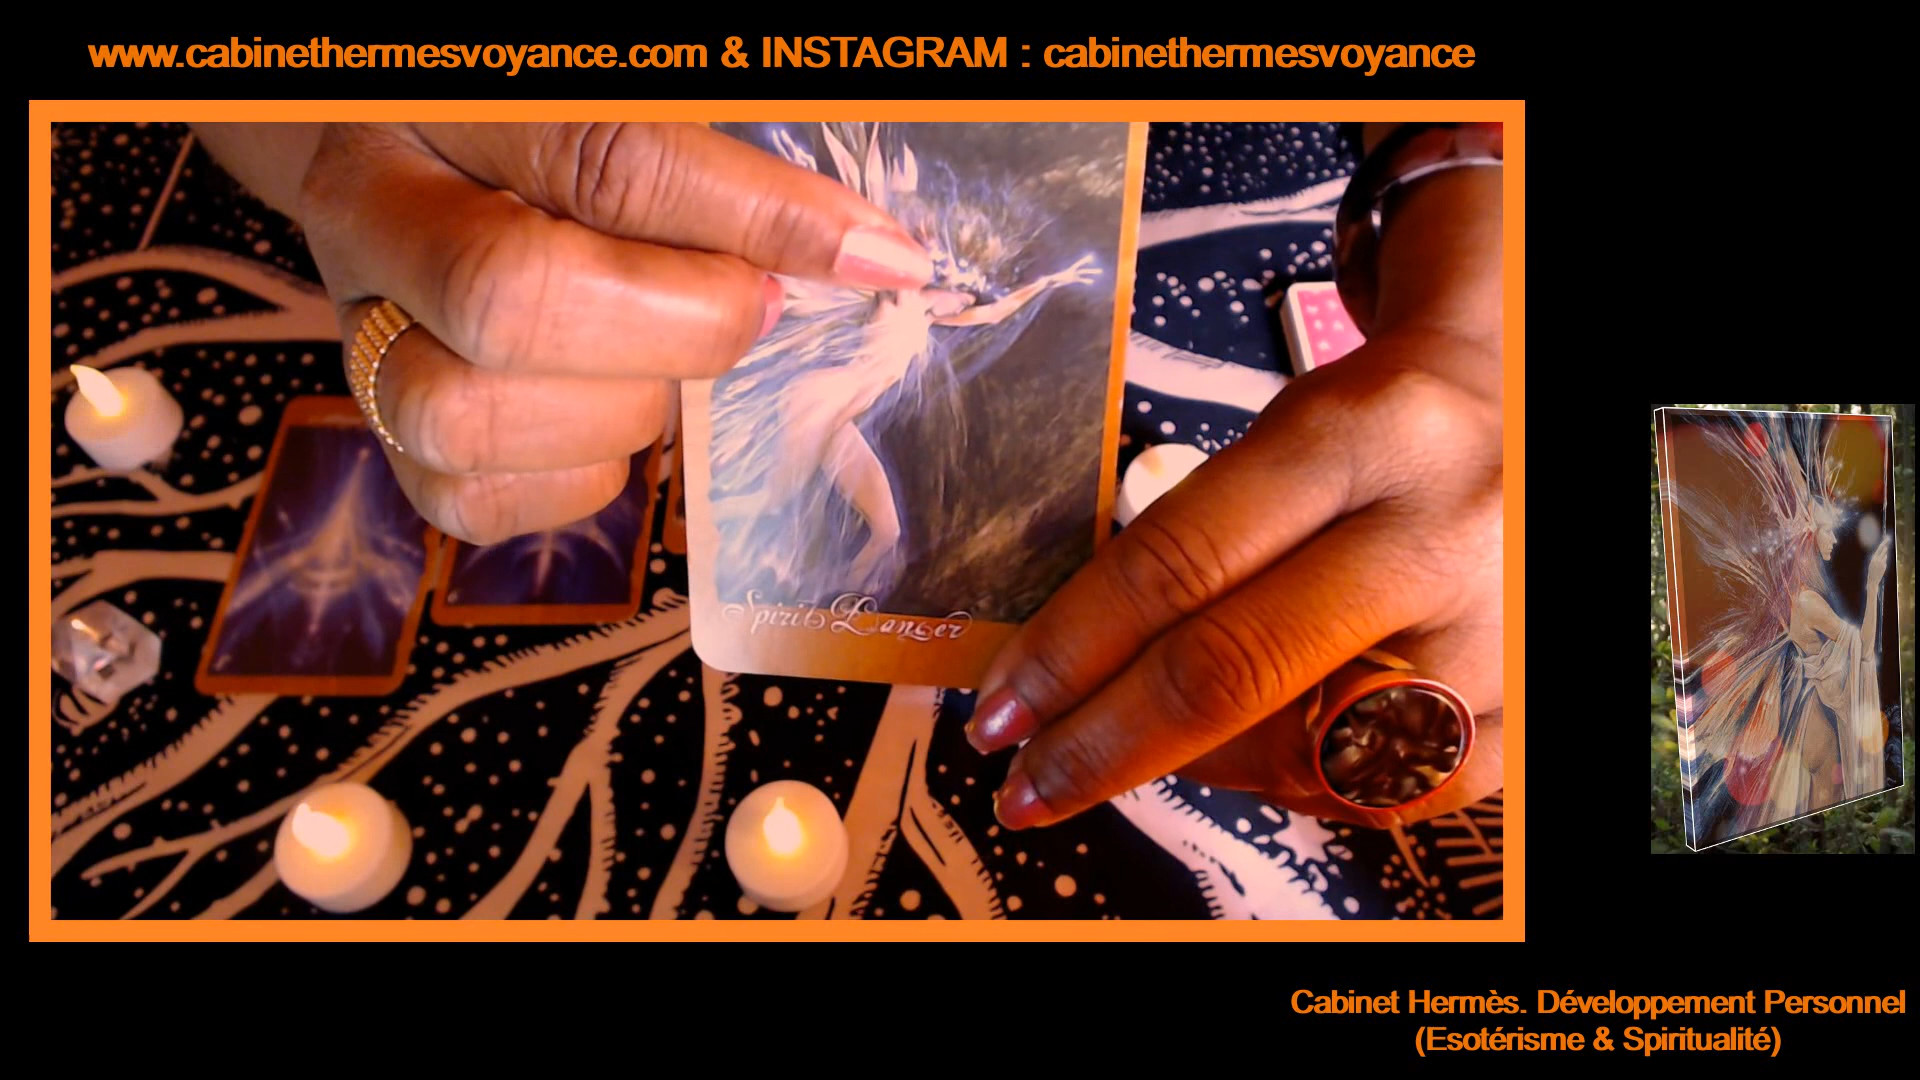 www.cabinethermesvoyance.com & INSTAGRAM : cabinethermesvoyance
Spirit Dancer
Cabinet Hermès. Développement Personnel
(Esotérisme & Spiritualité)